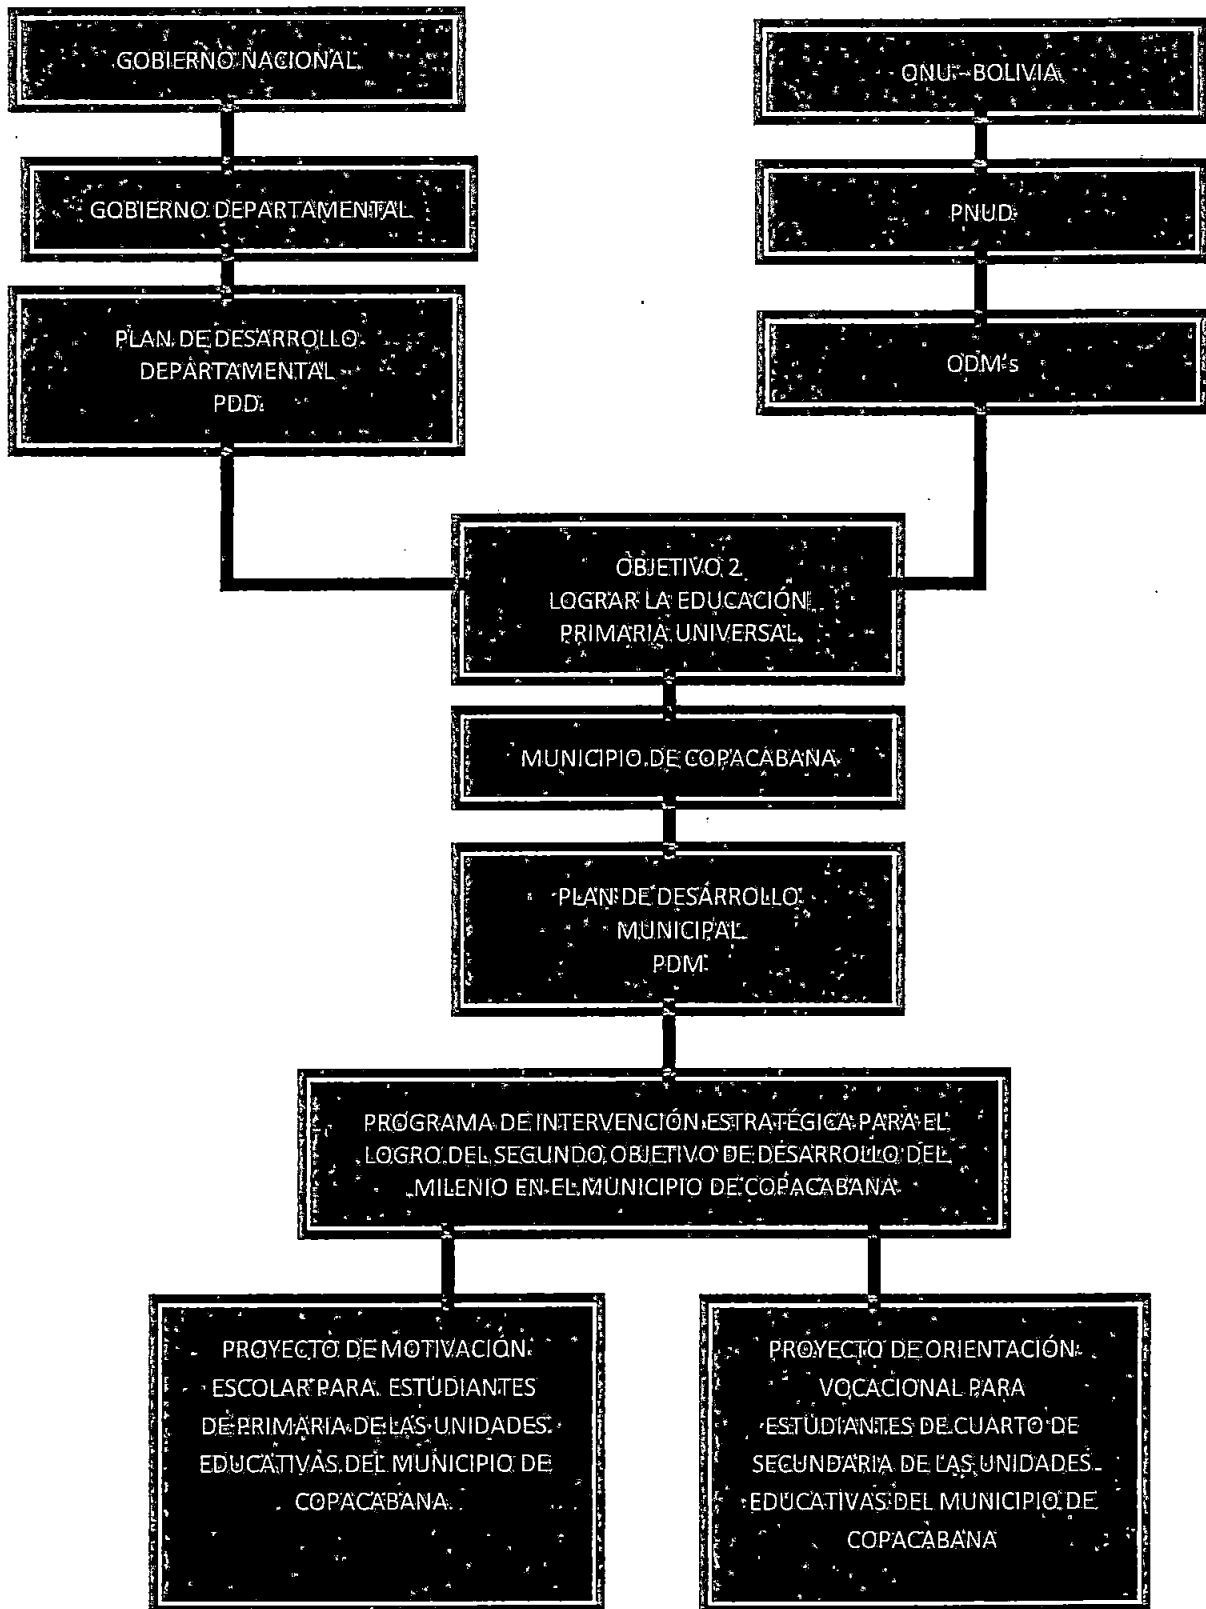 GOBIERNO NACIONAL
GOBIERNO DEPARTAMENTAL
PLAN DE DESARROLLO
DEPARTAMENTAL
PDD
ONU - BOLIVIA
PNUD
ODM's
OBJETIVO 2
LOGRAR LA EDUCACIÓN
PRIMARIA UNIVERSAL
MUNICIPIO DE COPACABANA
PLAN DE DESARROLLO
MUNICIPAL
PDM
PROGRAMA DE INTERVENCIÓN ESTRATÉGICA PARA EL
LOGRO DEL SEGUNDO OBJETIVO DE DESARROLLO DEL
MILENIO EN EL MUNICIPIO DE COPACABANA
PROYECTO DE MOTIVACIÓN
ESCOLAR PARA ESTUDIANTES
DE PRIMARIA DE LAS UNIDADES
EDUCATIVAS DEL MUNICIPIO DE
COPACABANA
PROYECTO DE ORIENTACIÓN
VOCACIONAL PARA
ESTUDIANTES DE CUARTO DE
SECUNDARIA DE LAS UNIDADES
EDUCATIVAS DEL MUNICIPIO DE
COPACABANA